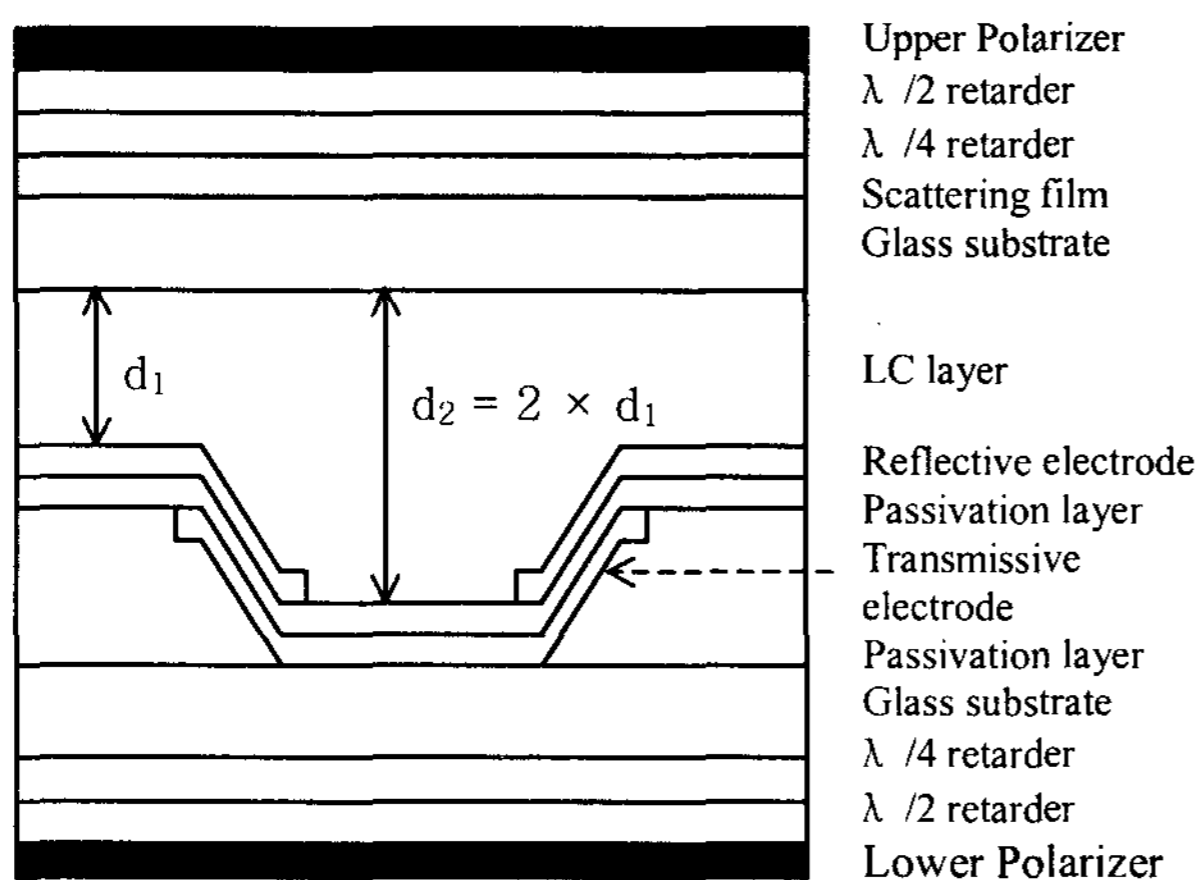 Upper Polarizer
λ /2 retarder
λ /4 retarder
Scattering film
Glass substrate
d₁
d₂ = 2 × d₁
LC layer
Reflective electrode
Passivation layer
Transmissive
electrode
Passivation layer
Glass substrate
λ /4 retarder
λ /2 retarder
Lower Polarizer